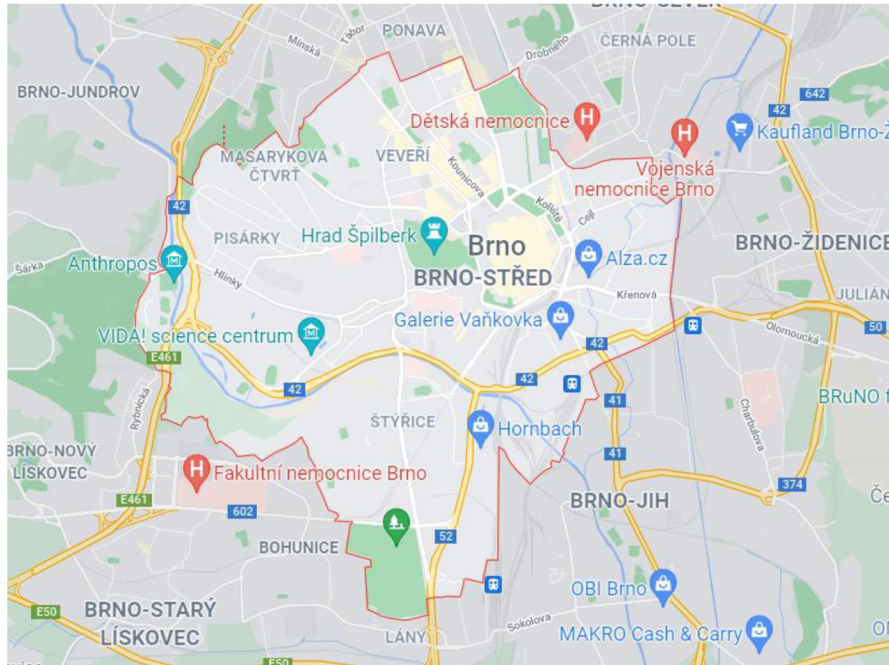 PONAVA
Tábor
Minská
Drobného
ČERNÁ POLE
BRNO-JUNDROV
42
642
Dětská nemocnice
Kaufland Brno-Ž
MASARYKOVA
ČTVRŤ
VEVEŘÍ
Kounicova
Vojenská
nemocnice Brno
42
Koliště
Cejl
PISÁRKY
Hrad Špilberk
Brno
BRNO-STŘED
BRNO-ŽIDENICE
Šárka
Anthropos
Hlinky
Alza.cz
Křenová
JULIÁN
Galerie Vaňkovka
VIDA! science centrum
42
Olomoucká
50
E461
42
42
41
Rybnická
Charbulova
BRuNO f
ŠTÝŘICE
Hornbach
BRNO-NOVÝ
LÍSKOVEC
Fakultní nemocnice Brno
41
374
E461
602
BRNO-JIH
Če
52
BOHUNICE
OBI Brno
BRNO-STARÝ
LÍSKOVEC
E50
LÁNY
Sokolova
MAKRO Cash & Carry
E50